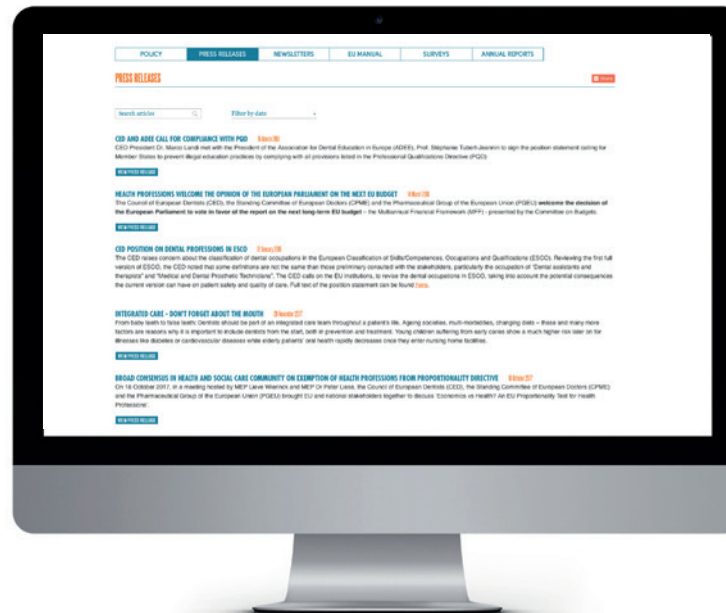 POLICY PRESS RELEASES NEWSLETTERS EU MANUAL SURVEYS ANNUAL REPORTS
PRESS RELEASES
Search articles Filter by date
CED AND ADEE CALL FOR COMPLIANCE WITH PQD
CED President Dr. Marco Landi met with the President of the Association for Dental Education in Europe (ADEE), Prof. Stephanie Tubert-Jeannin to sign the position statement calling for
Member States to prevent illegal education practices by complying with all provisions listed in the Professional Qualifications Directive (PQD)
VIEW PRESS RELEASE
HEALTH PROFESSIONS WELCOME THE OPINION OF THE EUROPEAN PARLIAMENT ON THE NEXT EU BUDGET
The Council of European Dentists (CED), the Standing Committee of European Doctors (CPME) and the Pharmaceutical Group of the European Union (PGEU) welcome the decision of
the European Parliament to vote in favor of the report on the next long-term EU budget – the Multiannual Financial Framework (MFF) - presented by the Committee on Budgets.
VIEW PRESS RELEASE
CED POSITION ON DENTAL PROFESSIONS IN ESCO
The CED raises concern about the classification of dental occupations in the European Classification of Skills/Competences, Occupations and Qualifications (ESCO). Reviewing the first full
version of ESCO, the CED noted that some definitions are not the same than those preliminary consulted with the stakeholders, particularly the occupation of "Dental assistants and
therapists" and "Medical and Dental Prosthetic Technicians". The CED calls on the EU institutions, to revise the dental occupations in ESCO, taking into account the potential consequences
the current version can have on patient safety and quality of care. Full text of the position statement can be found here.
VIEW PRESS RELEASE
INTEGRATED CARE - DON'T FORGET ABOUT THE MOUTH
From baby teeth to false teeth: Dentists should be part of an integrated care team throughout a patient's life. Ageing societies, multi-morbidities, changing diets – these and many more
factors are reasons why it is important to include dentists from the start, both in prevention and treatment. Young children suffering from early caries show a much higher risk later on for
illnesses like diabetes or cardiovascular diseases while elderly patients' oral health rapidly decreases once they enter nursing home facilities.
VIEW PRESS RELEASE
BROAD CONSENSUS IN HEALTH AND SOCIAL CARE COMMUNITY ON EXEMPTION OF HEALTH PROFESSIONS FROM PROPORTIONALITY DIRECTIVE
On 16 October 2017, in a meeting hosted by MEP Lieve Wierinck and MEP Dr Peter Liese, the Council of European Dentists (CED), the Standing Committee of European Doctors (CPME)
and the Pharmaceutical Group of the European Union (PGEU) brought EU and national stakeholders together to discuss 'Economics vs Health? An EU Proportionality Test for Health
Professions'.
VIEW PRESS RELEASE